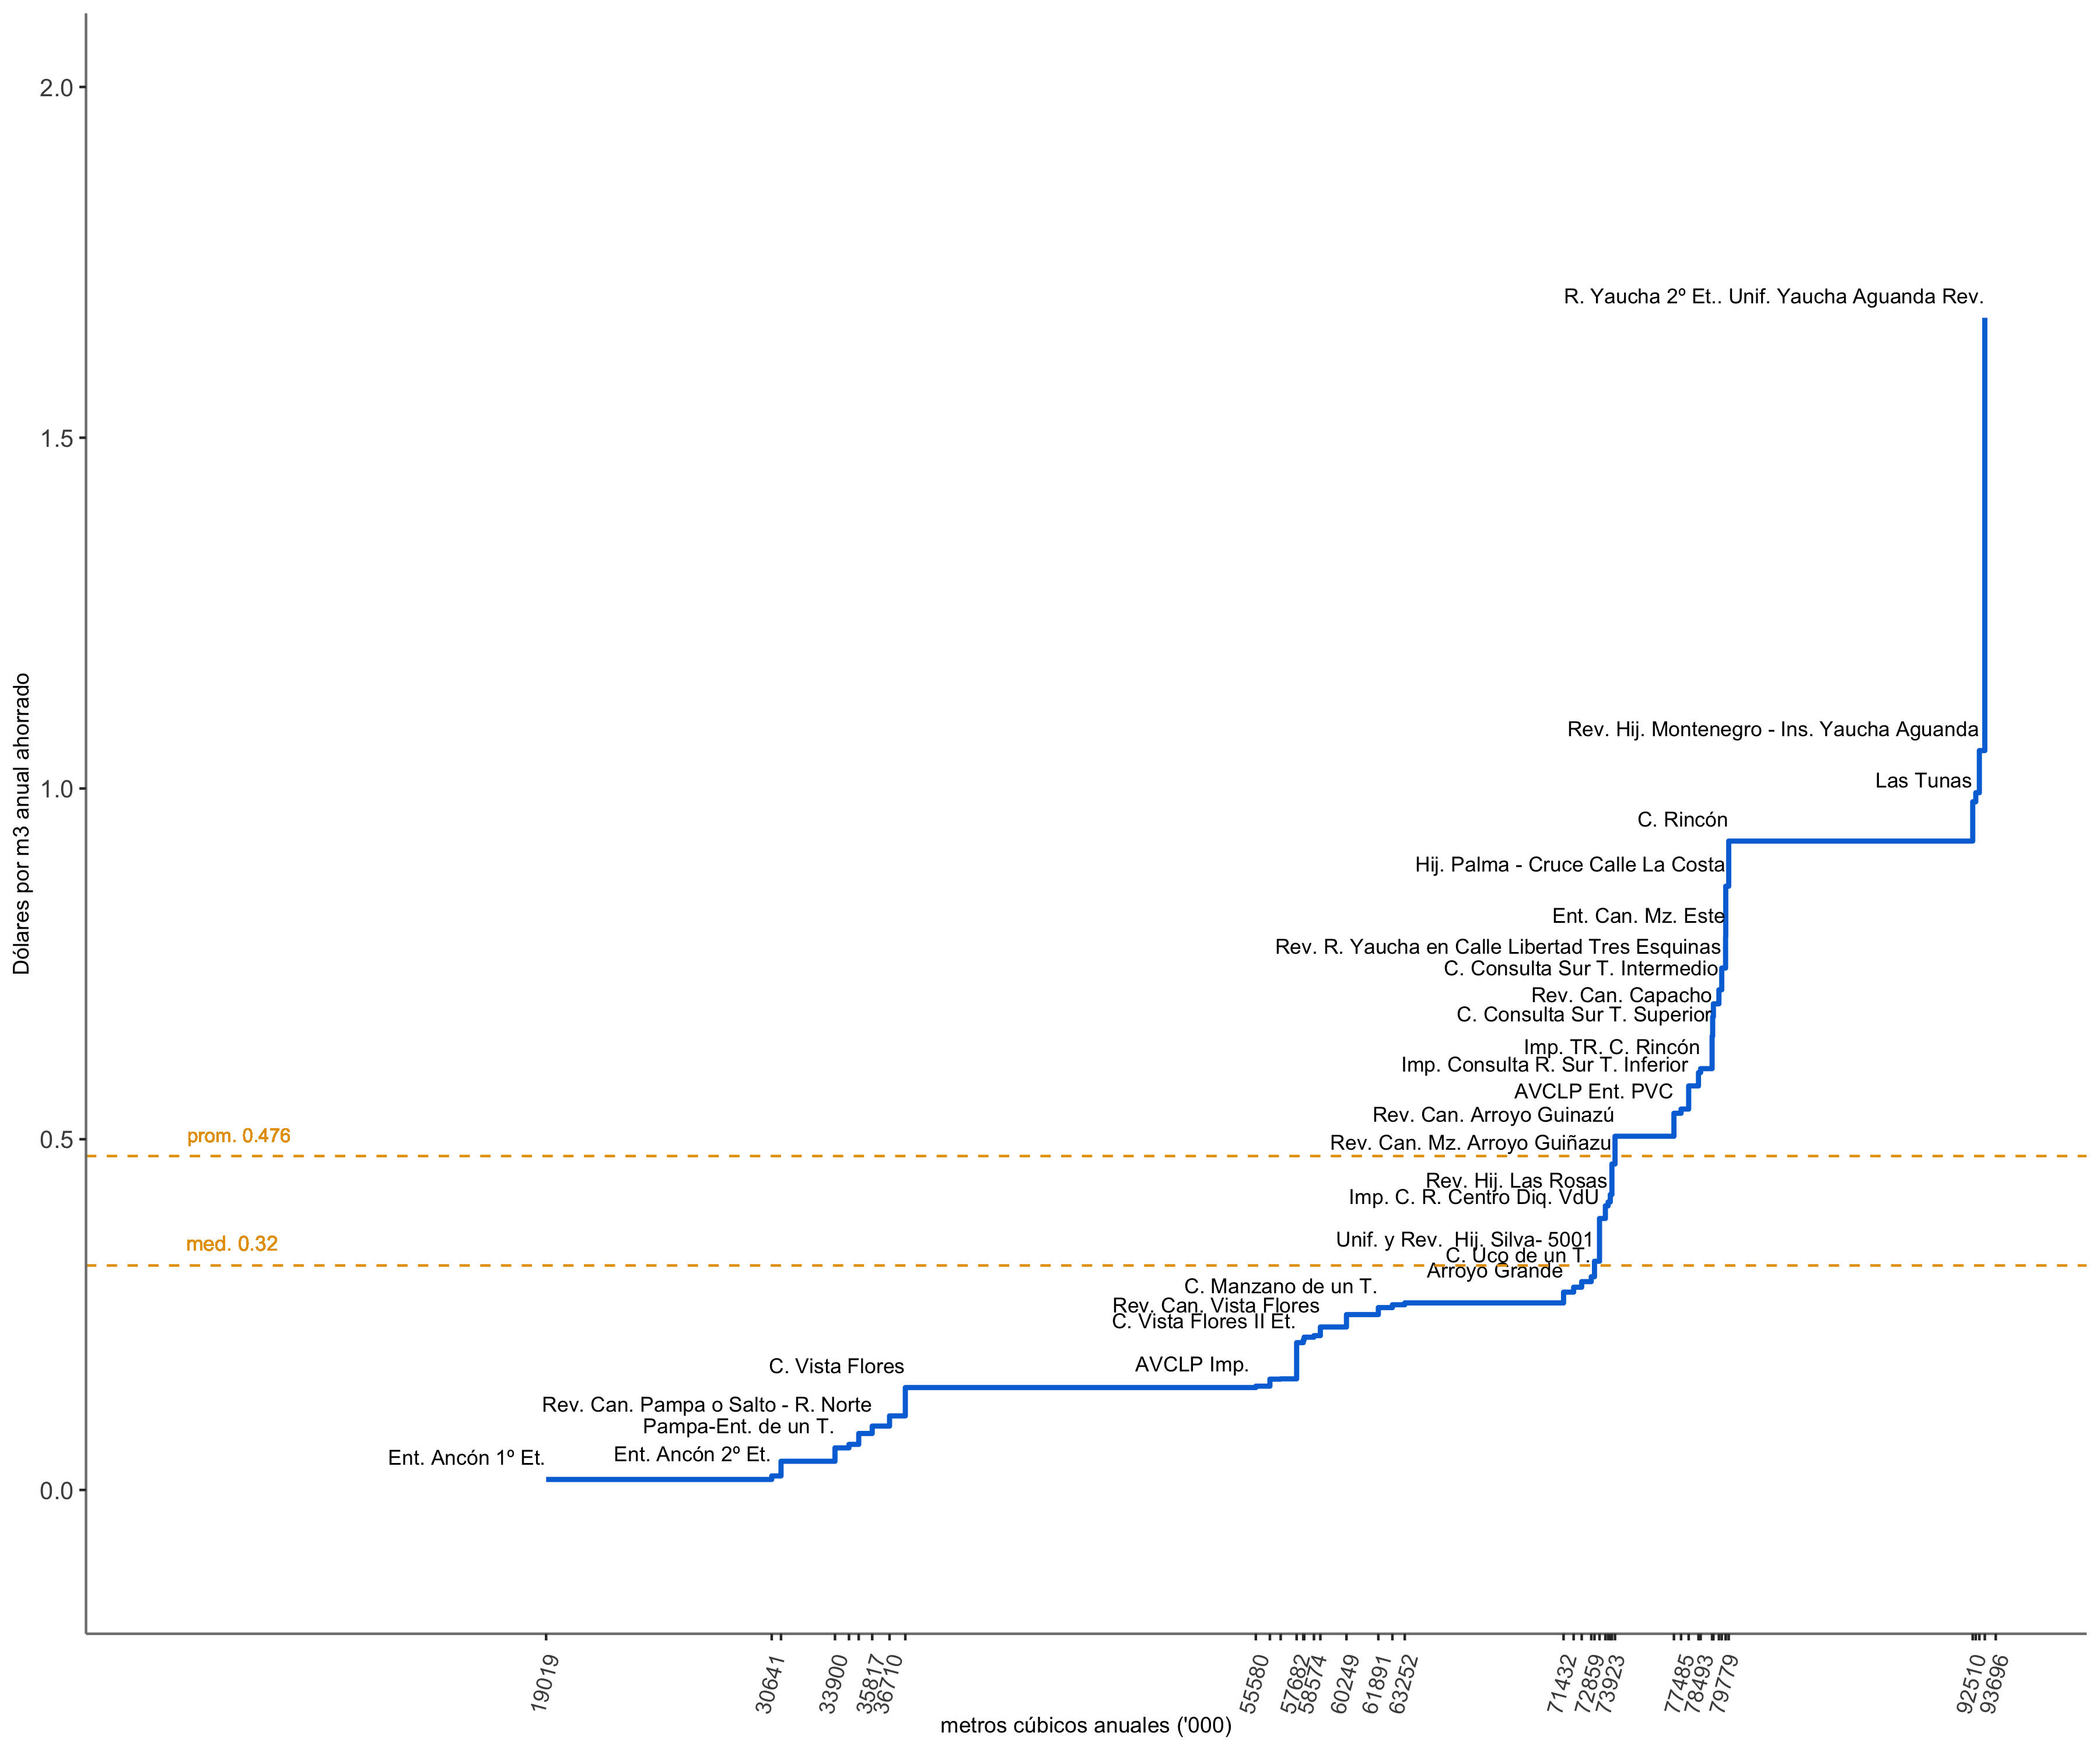 2.0
R. Yaucha 2º Et.. Unif. Yaucha Aguanda Rev.
1.5
Rev. Hij. Montenegro - Ins. Yaucha Aguanda
Las Tunas
1.0
C. Rincón
Hij. Palma - Cruce Calle La Costa
Ent. Can. Mz. Este
Rev. R. Yaucha en Calle Libertad Tres Esquinas
C. Consulta Sur T. Intermedio
Rev. Can. Capacho
C. Consulta Sur T. Superior
Imp. TR. C. Rincón
Imp. Consulta R. Sur T. Inferior
AVCLP Ent. PVC
Rev. Can. Arroyo Guinazú
prom. 0.476
0.5
Rev. Can. Mz. Arroyo Guiñazu
Rev. Hij. Las Rosas
Imp. C. R. Centro Diq. VdU
Unif. y Rev.  Hij. Silva- 5001
med. 0.32
C. Uco de un T.
Arroyo Grande
C. Manzano de un T.
Rev. Can. Vista Flores
C. Vista Flores II Et.
AVCLP Imp.
C. Vista Flores
Rev. Can. Pampa o Salto - R. Norte
Pampa-Ent. de un T.
Ent. Ancón 2º Et.
Ent. Ancón 1º Et.
0.0
Dólares por m3 anual ahorrado
19019
30641
33900
35817
36710
55580
57682
58574
60249
61891
63252
71432
72859
73923
77485
78493
79779
92510
93696
metros cúbicos anuales ('000)